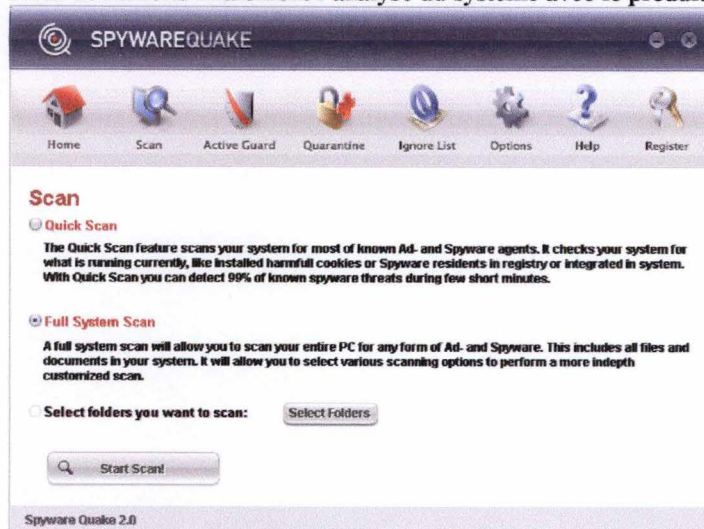 analyse du système avec le produit
SPYWAREQUAKE
Home Scan Active Guard Quarantine Ignore List Options Help Register
Scan
Quick Scan
The Quick Scan feature scans your system for most of known Ad- and Spyware agents. It checks your system for
what is running currently, like installed harmfull cookies or Spyware residents in registry or integrated in system.
With Quick Scan you can detect 99% of known spyware threats during few short minutes.
Full System Scan
A full system scan will allow you to scan your entire PC for any form of Ad- and Spyware. This includes all files and
documents in your system. It will allow you to select various scanning options to perform a more indepth
customized scan.
Select folders you want to scan: Select Folders
Start Scan!
Spyware Quake 2.0